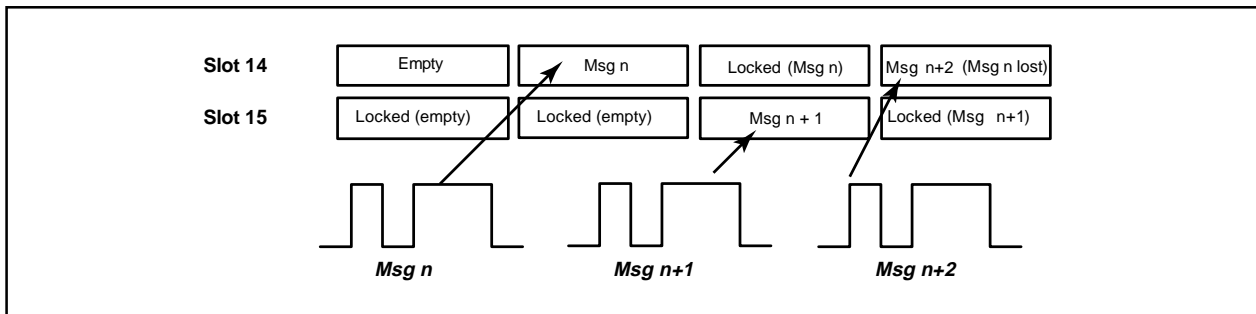 Slot 14 Empty Msg n Locked (Msg n) Msg n+2 (Msg n lost)
Slot 15 Locked (empty) Locked (empty) Msg n + 1 Locked (Msg n+1)
Msg n Msg n+1 Msg n+2